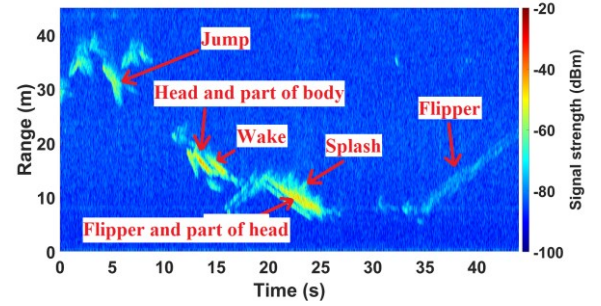 Jump
Head and part of body
Wake
Splash
Flipper
Flipper and part of head
Range (m)
40
30
20
10
0
0 5 10 15 20 25 30 35 40
Time (s)
-20
-40
-60
-80
-100
Signal strength (dBm)